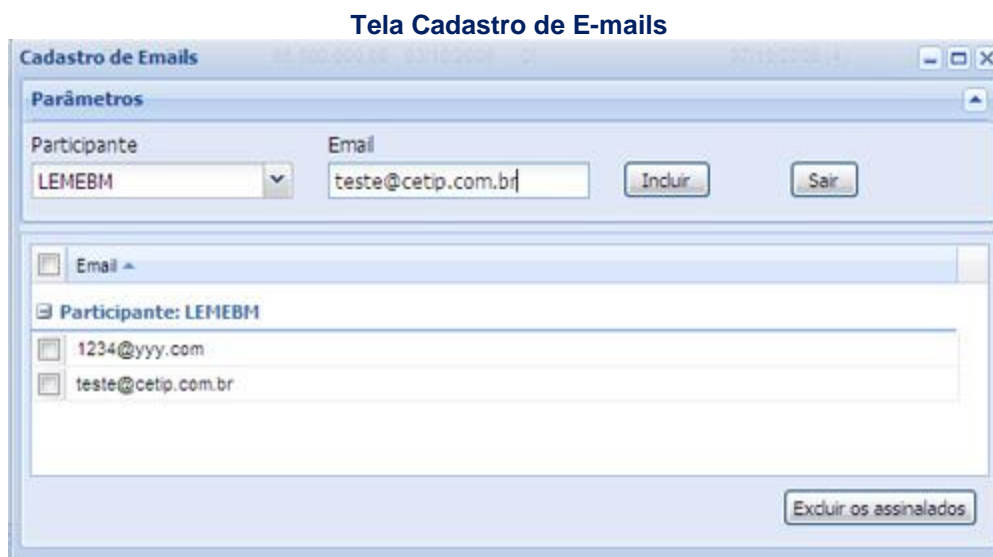 Tela Cadastro de E-mails
Cadastro de Emails
Parâmetros
Participante Email
LEMEBM teste@cetip.com.br Incluir Sair
Email
Participante: LEMEBM
1234@yyy.com
teste@cetip.com.br
Excluir os assinalados